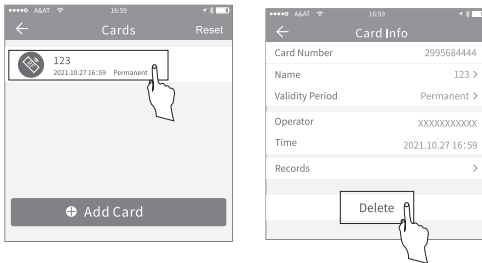 ●●●●○ A&AT 16:59
Cards Reset
123
2021.10.27 16:59 Permanent
Add Card
●●●●○ A&AT 16:59
Card Info
Card Number 2995684444
Name 123 >
Validity Period Permanent >
Operator XXXXXXXXXXX
Time 2021.10.27 16:59
Records >
Delete